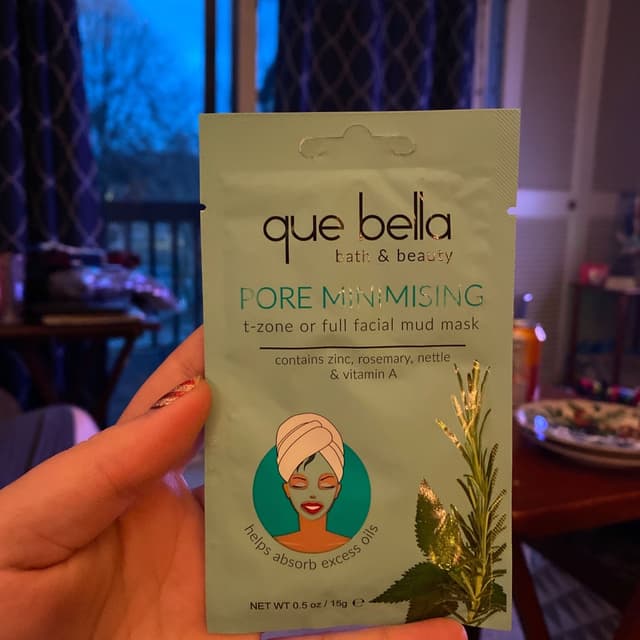 que bella
bath & beauty
PORE MINIMISING
t-zone or full facial mud mask
contains zinc, rosemary, nettle
& vitamin A
helps absorb excess oils
NET WT 0.5 oz / 15g ℮